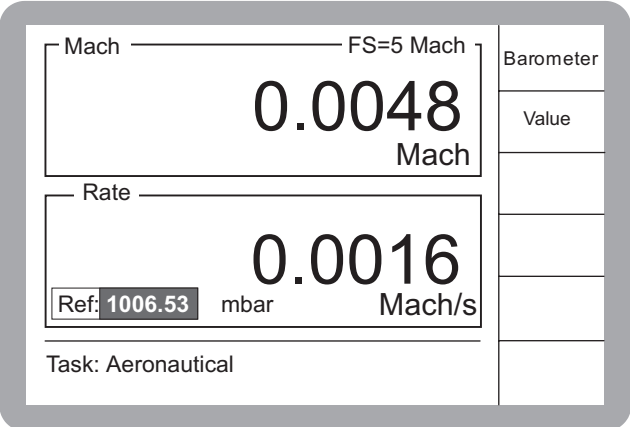 Mach FS=5 Mach
0.0048
Mach
Rate
0.0016
Ref: 1006.53 mbar Mach/s
Task: Aeronautical
Barometer
Value